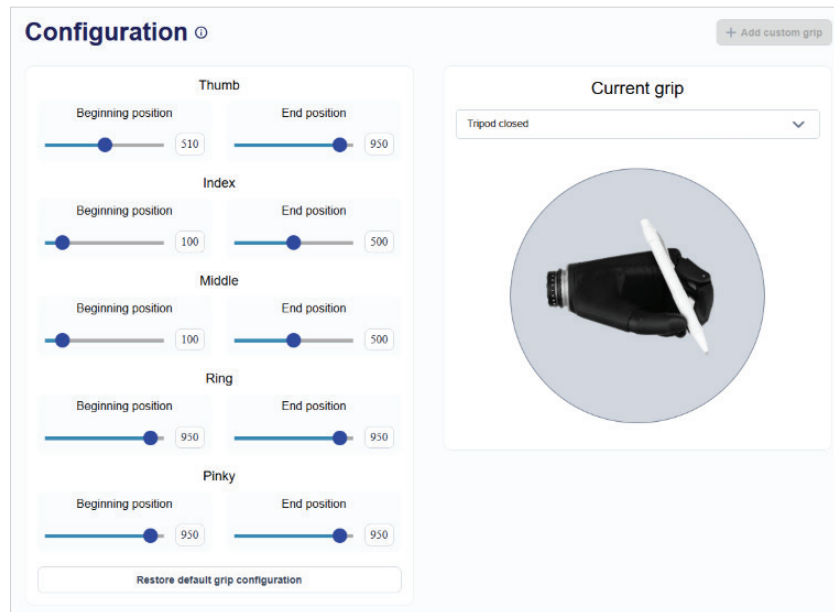 Configuration
+ Add custom grip
Thumb
Beginning position
End position
510
950
Index
Beginning position
End position
100
500
Middle
Beginning position
End position
100
500
Ring
Beginning position
End position
950
950
Pinky
Beginning position
End position
950
950
Restore default grip configuration
Current grip
Tripod closed